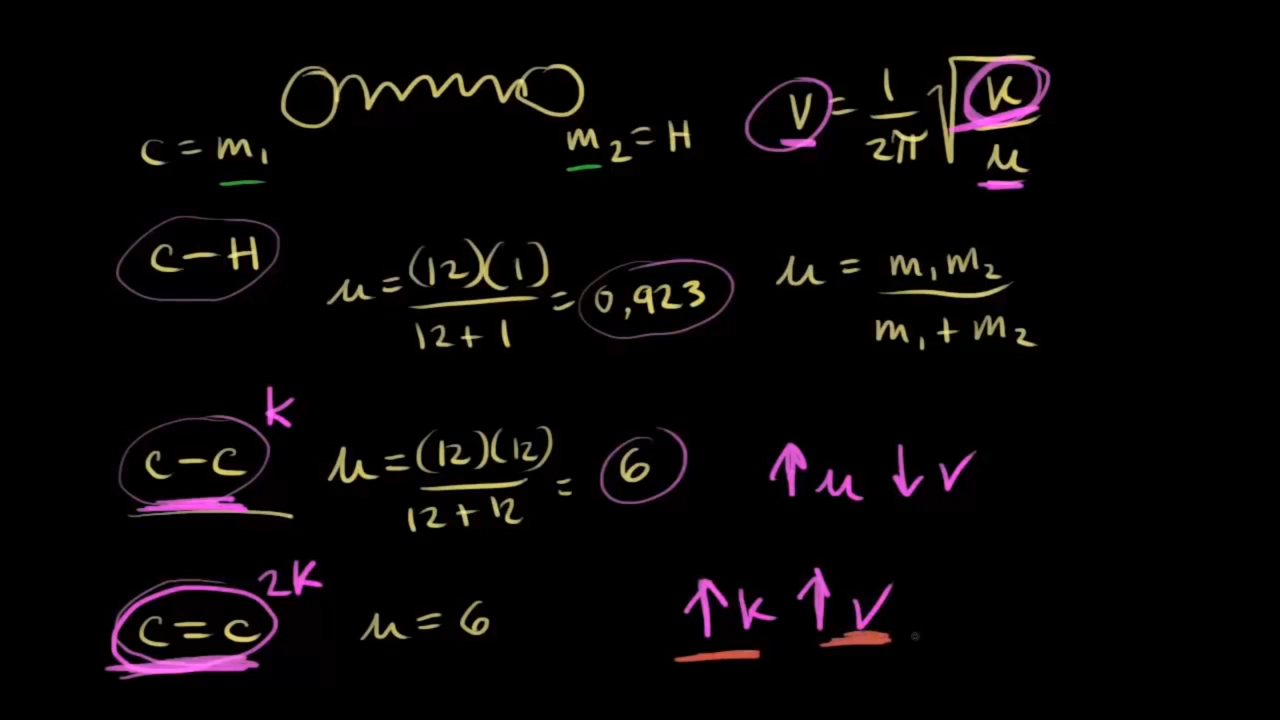 C = m₁
m₂ = H
v = 1/2π √k/μ
C–H
μ = (12)(1)/12+1 = 0,923
μ = m₁m₂/m₁+m₂
C–C k
μ = (12)(12)/12+12 = 6
↑μ ↓v
C=C 2k
μ = 6
↑k ↑v